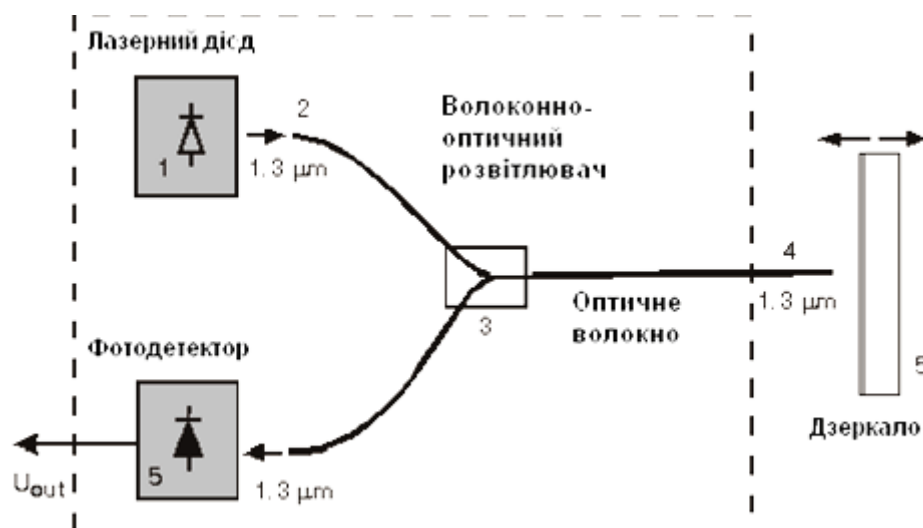 Лазерний дісд
2
Волоконно-
оптичний
розвітлювач
1
1.3 µm
4
1.3 µm
3
Оптичне
волокно
5
Дзеркало
Фотодетектор
5
1.3 µm
Uout